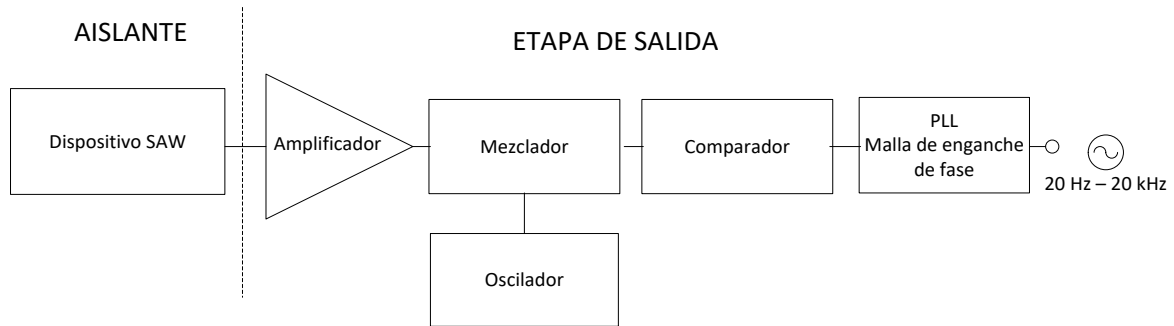 AISLANTE
ETAPA DE SALIDA
Dispositivo SAW
Amplificador
Mezclador
Comparador
PLL
Malla de enganche
de fase
20 Hz – 20 kHz
Oscilador